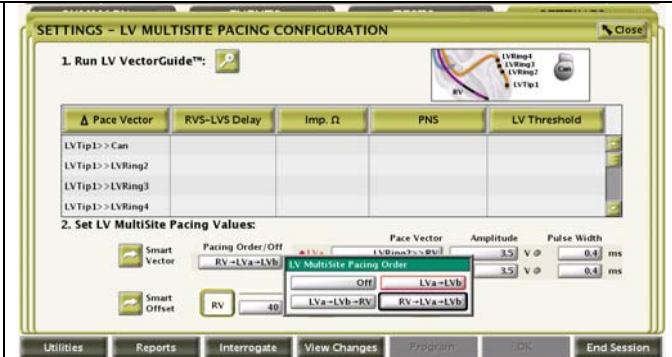 SETTINGS - LV MULTISITE PACING CONFIGURATION
Close
1. Run LV VectorGuide™:
LVRing4
LVRing3
LVRing2
LVTip1
RV
Can
Δ Pace Vector RVS-LVS Delay Imp. Ω PNS LV Threshold
LVTip1>>Can
LVTip1>>LVRing2
LVTip1>>LVRing3
LVTip1>>LVRing4
2. Set LV MultiSite Pacing Values:
Pacing Order/Off Pace Vector Amplitude Pulse Width
Smart Vector
RV→LVa→LVb 3.5 V @ 0.4 ms
3.5 V @ 0.4 ms
LV MultiSite Pacing Order
Off LVa→LVb
LVa→LVb→RV RV→LVa→LVb
Smart Offset
RV 40
Utilities Reports Interrogate View Changes Program OK End Session